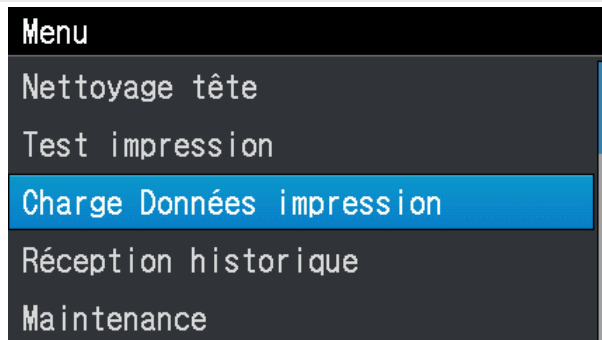 Menu
Nettoyage tête
Test impression
Charge Données impression
Réception historique
Maintenance